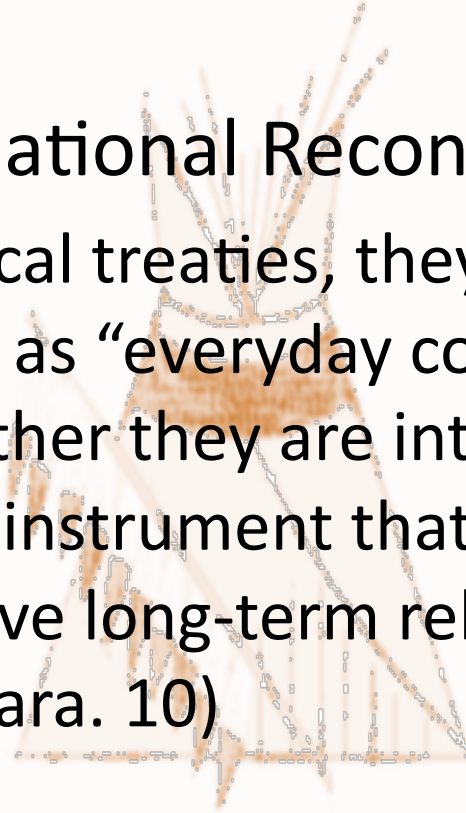 ational Recon
cal treaties, they
as “everyday co
ther they are int
instrument that
ve long-term rel
ara. 10)